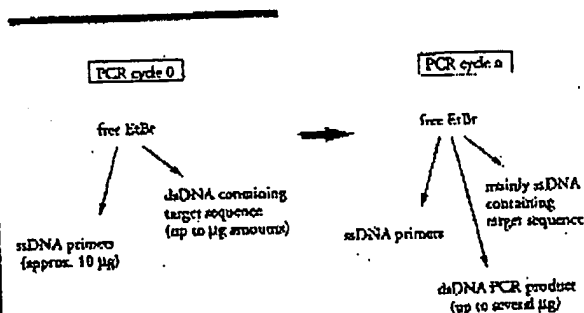 PCR cycle 0
free EtBr
ssDNA primers
(approx. 10 µg)
dsDNA containing
target sequence
(up to µg amounts)
PCR cycle n
free EtBr
ssDNA primers
mainly ssDNA
containing
target sequence
dsDNA PCR product
(up to several µg)